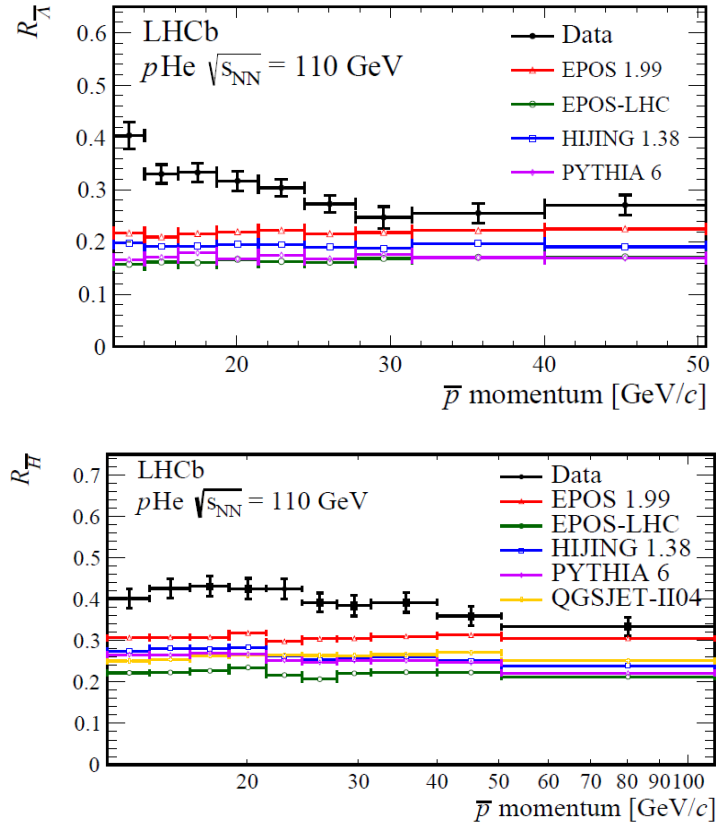 R_Λ̅
0.6
0.5
0.4
0.3
0.2
0.1
0
LHCb
pHe √s_NN = 110 GeV
Data
EPOS 1.99
EPOS-LHC
HIJING 1.38
PYTHIA 6
20 30 40 50
p̅ momentum [GeV/c]
R_H̅
0.7
0.6
0.5
0.4
0.3
0.2
0.1
0
LHCb
pHe √s_NN = 110 GeV
Data
EPOS 1.99
EPOS-LHC
HIJING 1.38
PYTHIA 6
QGSJET-II04
20 30 40 50 60 70 80 90 100
p̅ momentum [GeV/c]